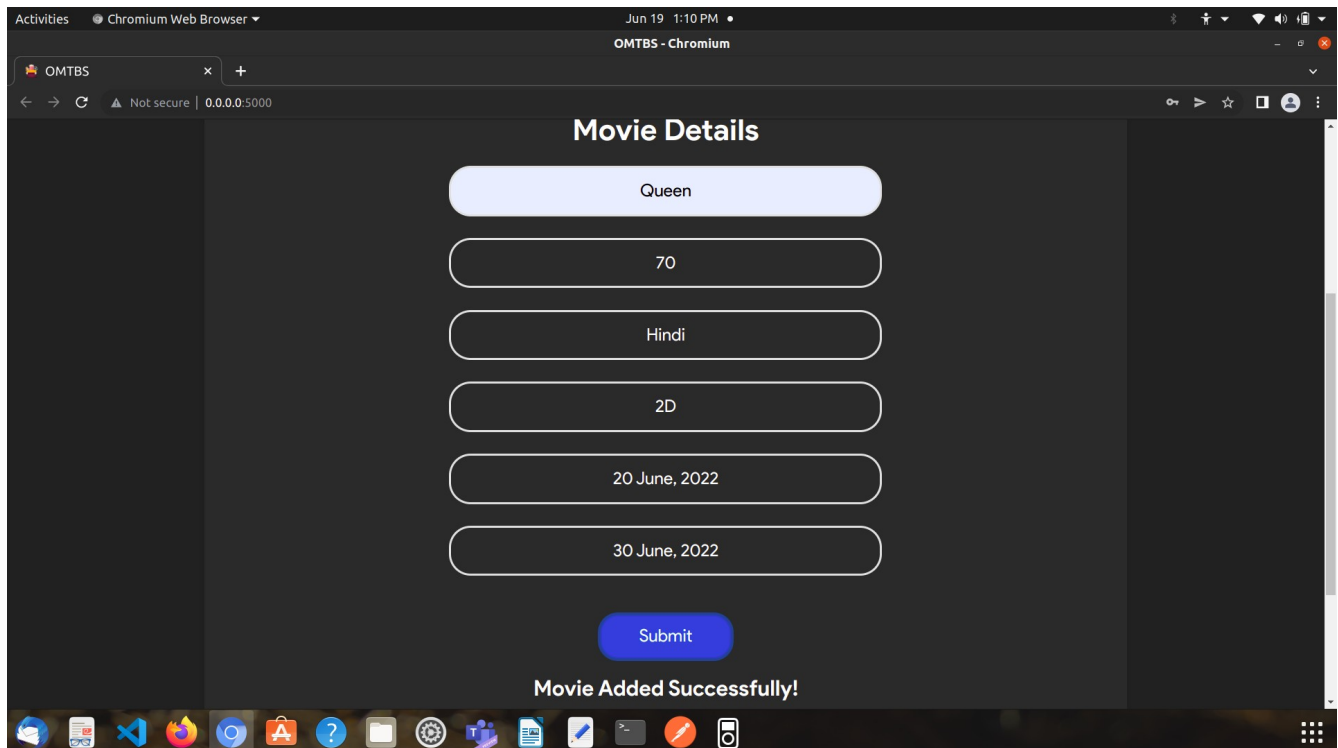 Activities Chromium Web Browser Jun 19 1:10 PM
OMTBS - Chromium
OMTBS
Not secure | 0.0.0.0:5000
Movie Details
Queen
70
Hindi
2D
20 June, 2022
30 June, 2022
Submit
Movie Added Successfully!